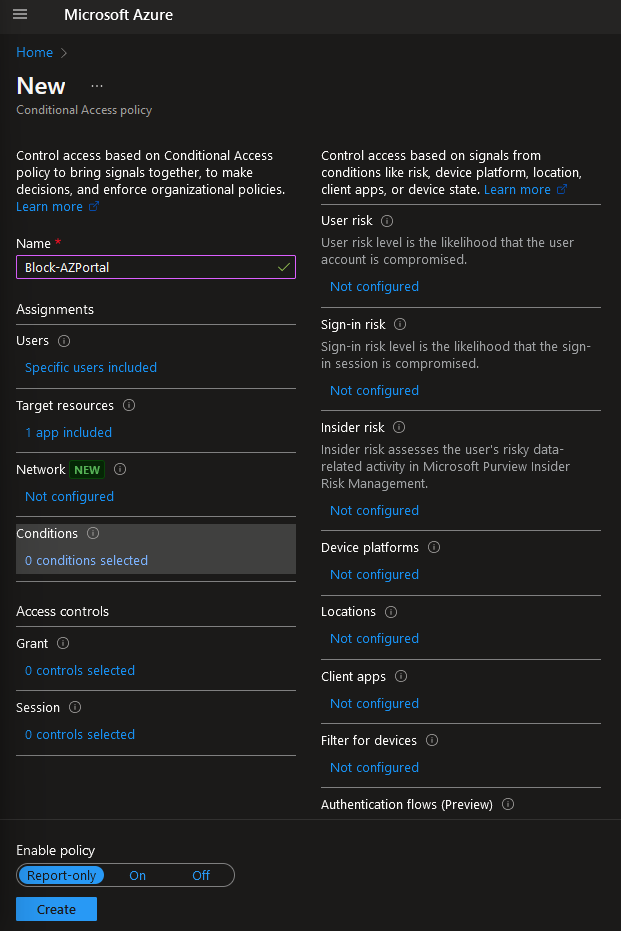 Microsoft Azure
Home
New
...
Conditional Access policy
Control access based on Conditional Access
policy to bring signals together, to make
decisions, and enforce organizational policies.
Learn more
Name *
Block-AZPortal
Assignments
Users
Specific users included
Target resources
1 app included
Network NEW
Not configured
Conditions
0 conditions selected
Access controls
Grant
0 controls selected
Session
0 controls selected
Control access based on signals from
conditions like risk, device platform, location,
client apps, or device state. Learn more
User risk
User risk level is the likelihood that the user
account is compromised.
Not configured
Sign-in risk
Sign-in risk level is the likelihood that the sign-
in session is compromised.
Not configured
Insider risk
Insider risk assesses the user's risky data-
related activity in Microsoft Purview Insider
Risk Management.
Not configured
Device platforms
Not configured
Locations
Not configured
Client apps
Not configured
Filter for devices
Not configured
Authentication flows (Preview)
Enable policy
Report-only On Off
Create